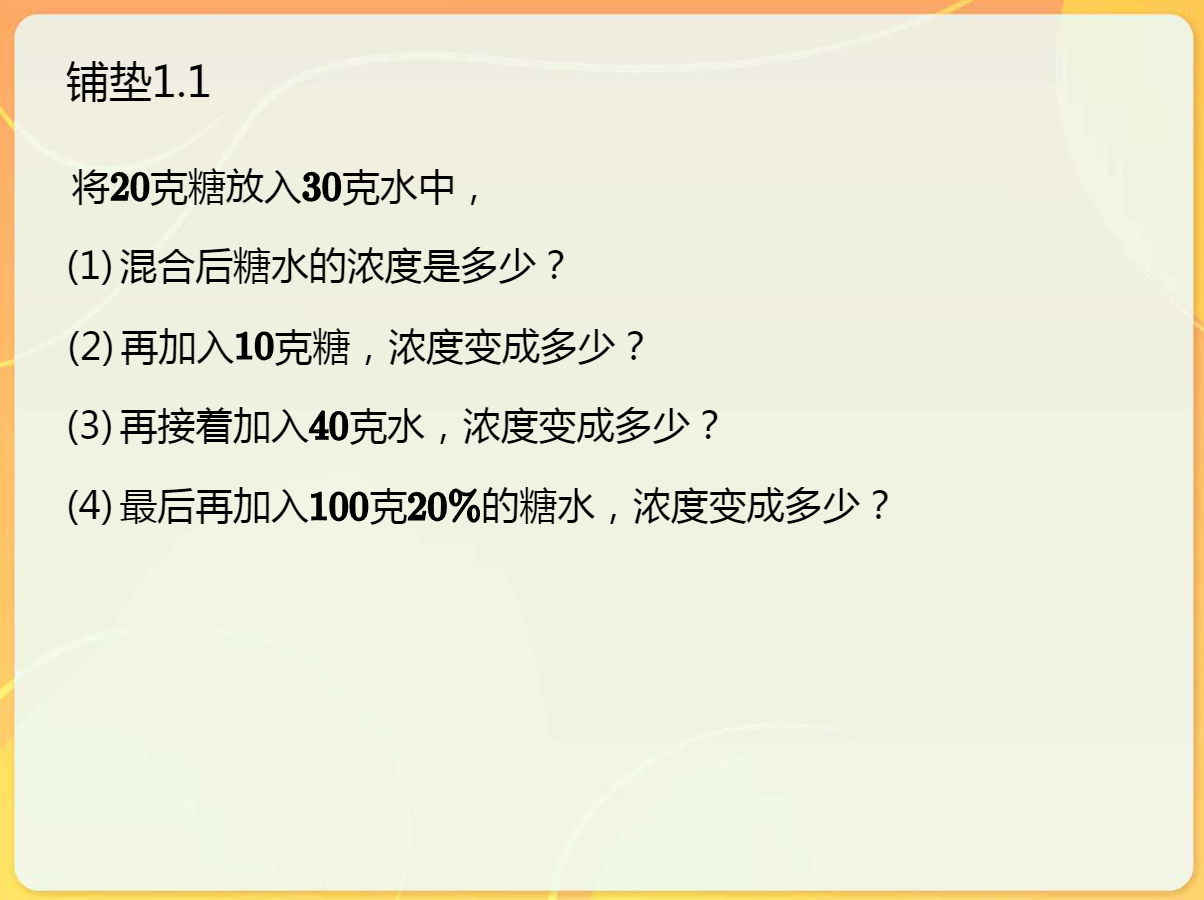 铺垫1.1
将20克糖放入30克水中，
(1) 混合后糖水的浓度是多少？
(2) 再加入10克糖，浓度变成多少？
(3) 再接着加入40克水，浓度变成多少？
(4) 最后再加入100克20%的糖水，浓度变成多少？